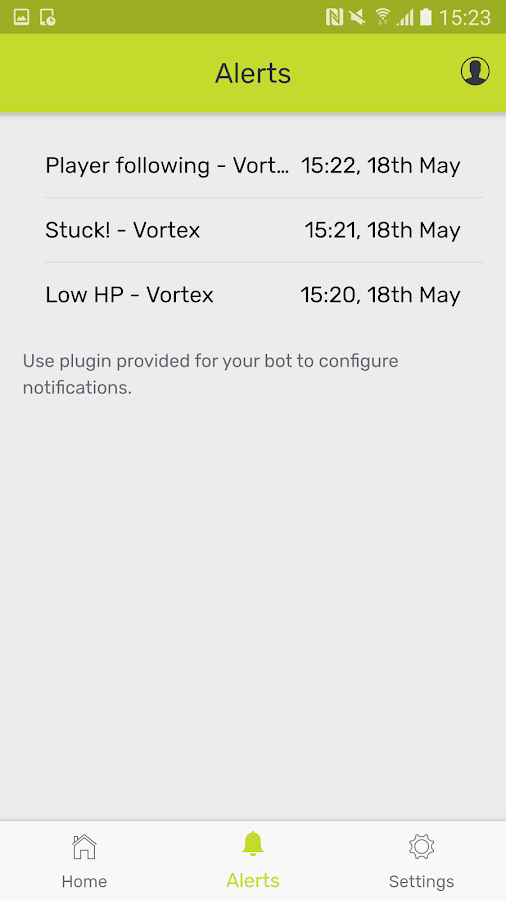 15:23
Alerts
Player following - Vort... 15:22, 18th May
Stuck! - Vortex 15:21, 18th May
Low HP - Vortex 15:20, 18th May
Use plugin provided for your bot to configure
notifications.
Home Alerts Settings